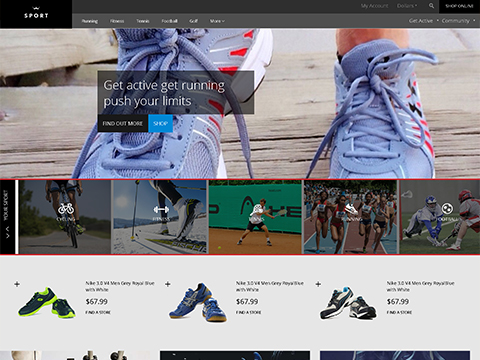 My Account
Dollars
SHOP ONLINE
SPORT
Running
Fitness
Tennis
Football
Golf
More
Get Active
Community
Get active get running
push your limits
FIND OUT MORE
SHOP
YOUR SPORT
CYCLING
FITNESS
TENNIS
RUNNING
FOOTBALL
HEAD
Nike 3.0 V4 Men Grey Royal Blue
with White
$67.99
FIND A STORE
Nike 3.0 V4 Men Grey Royal Blue
with White
$67.99
FIND A STORE
Nike 3.0 V4 Men Grey Royal Blue
with White
$67.99
FIND A STORE